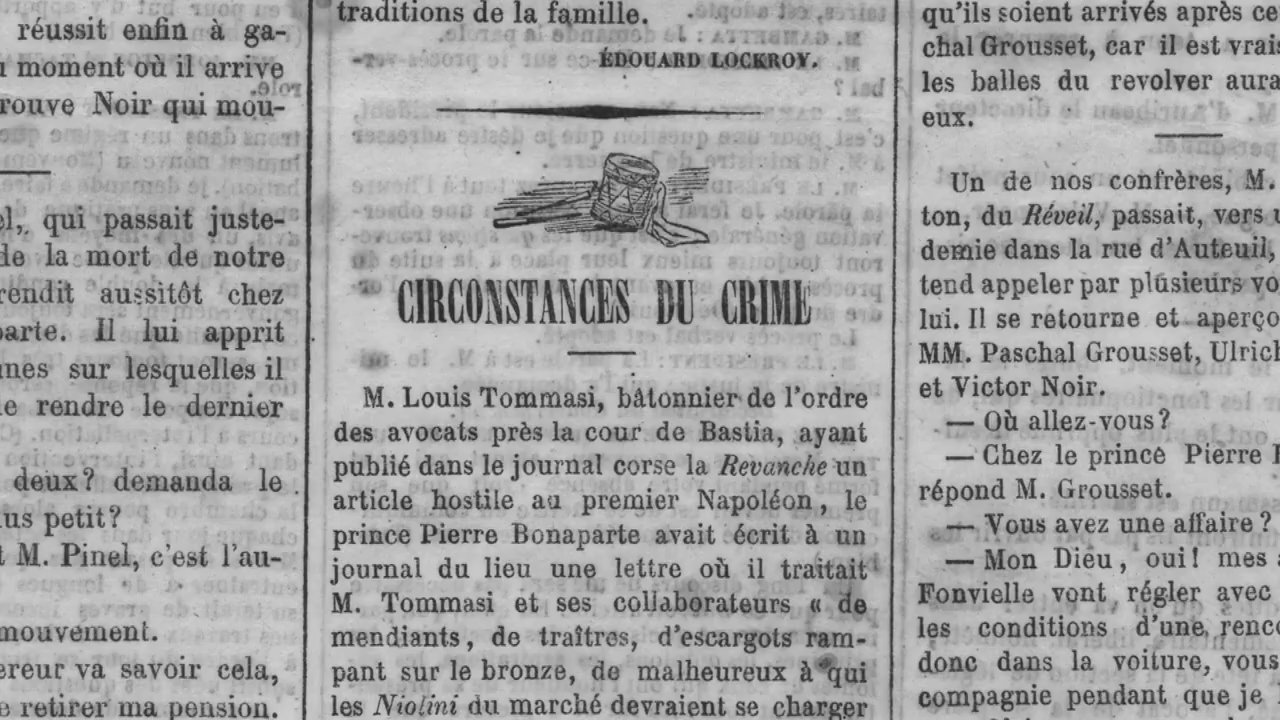 réussit enfin à ga-
moment où il arrive
rouve Noir qui mou-
qui passait juste-
de la mort de notre
rendit aussitôt chez
parte. Il lui apprit
sur lesquelles il
rendre le dernier
deux? demanda le
petit?
M. Pinel, c'est l'au-
mouvement.
va savoir cela,
retirer ma pension.
traditions de la famille.
ÉDOUARD LOCKROY.
CIRCONSTANCES DU CRIME
M. Louis Tommasi, bâtonnier de l'ordre
des avocats près la cour de Bastia, ayant
publié dans le journal corse la Revanche un
article hostile au premier Napoléon, le
prince Pierre Bonaparte avait écrit à un
journal du lieu une lettre où il traitait
M. Tommasi et ses collaborateurs « de
mendiants, de traîtres, d'escargots ram-
pant sur le bronze, de malheureux à qui
les Niolini du marché devraient se charger
qu'ils soient arrivés après ce
chal Grousset, car il est vrais
les balles du revolver aura
eux.
Un de nos confrères, M.
ton, du Réveil, passait, vers
demie dans la rue d'Auteuil,
tend appeler par plusieurs vo
lui. Il se retourne et aperço
MM. Paschal Grousset, Ulrich
et Victor Noir.
— Où allez-vous?
— Chez le prince Pierre
répond M. Grousset.
— Vous avez une affaire?
— Mon Dieu, oui! mes
Fonvielle vont régler avec
les conditions d'une renco
donc dans la voiture, vous
compagnie pendant que je